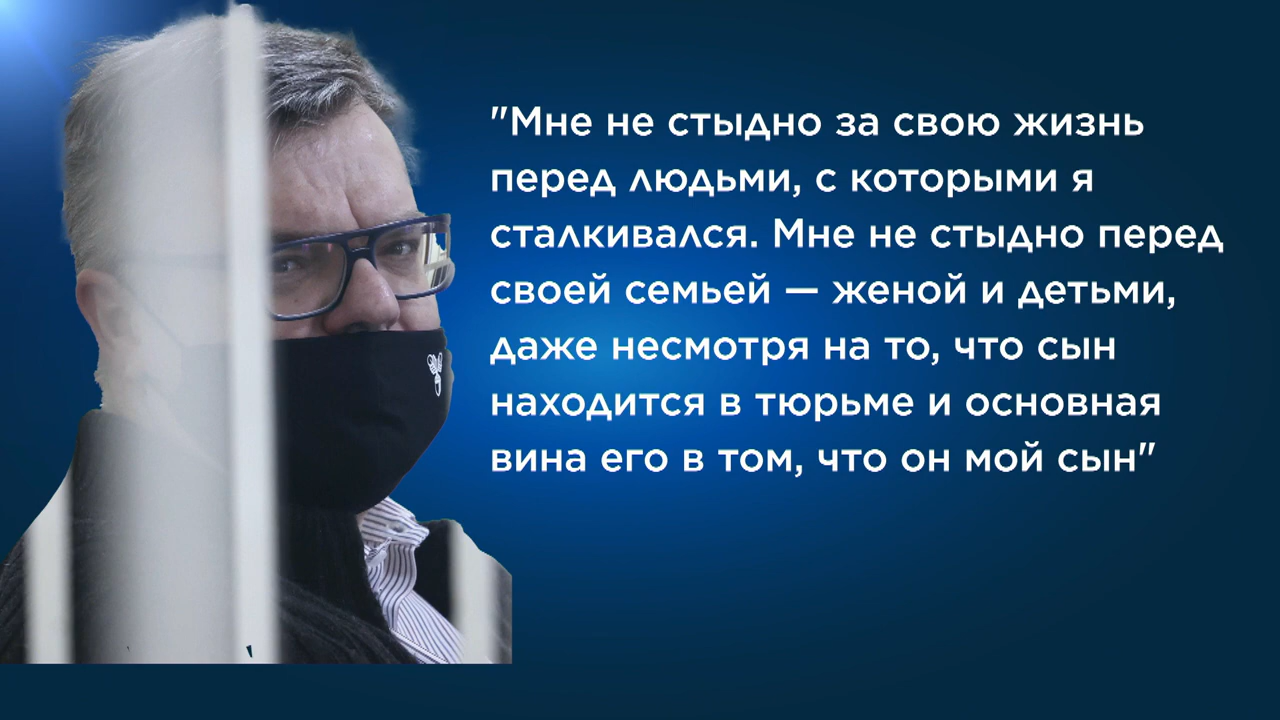 "Мне не стыдно за свою жизнь
перед людьми, с которыми я
сталкивался. Мне не стыдно перед
своей семьей — женой и детьми,
даже несмотря на то, что сын
находится в тюрьме и основная
вина его в том, что он мой сын"